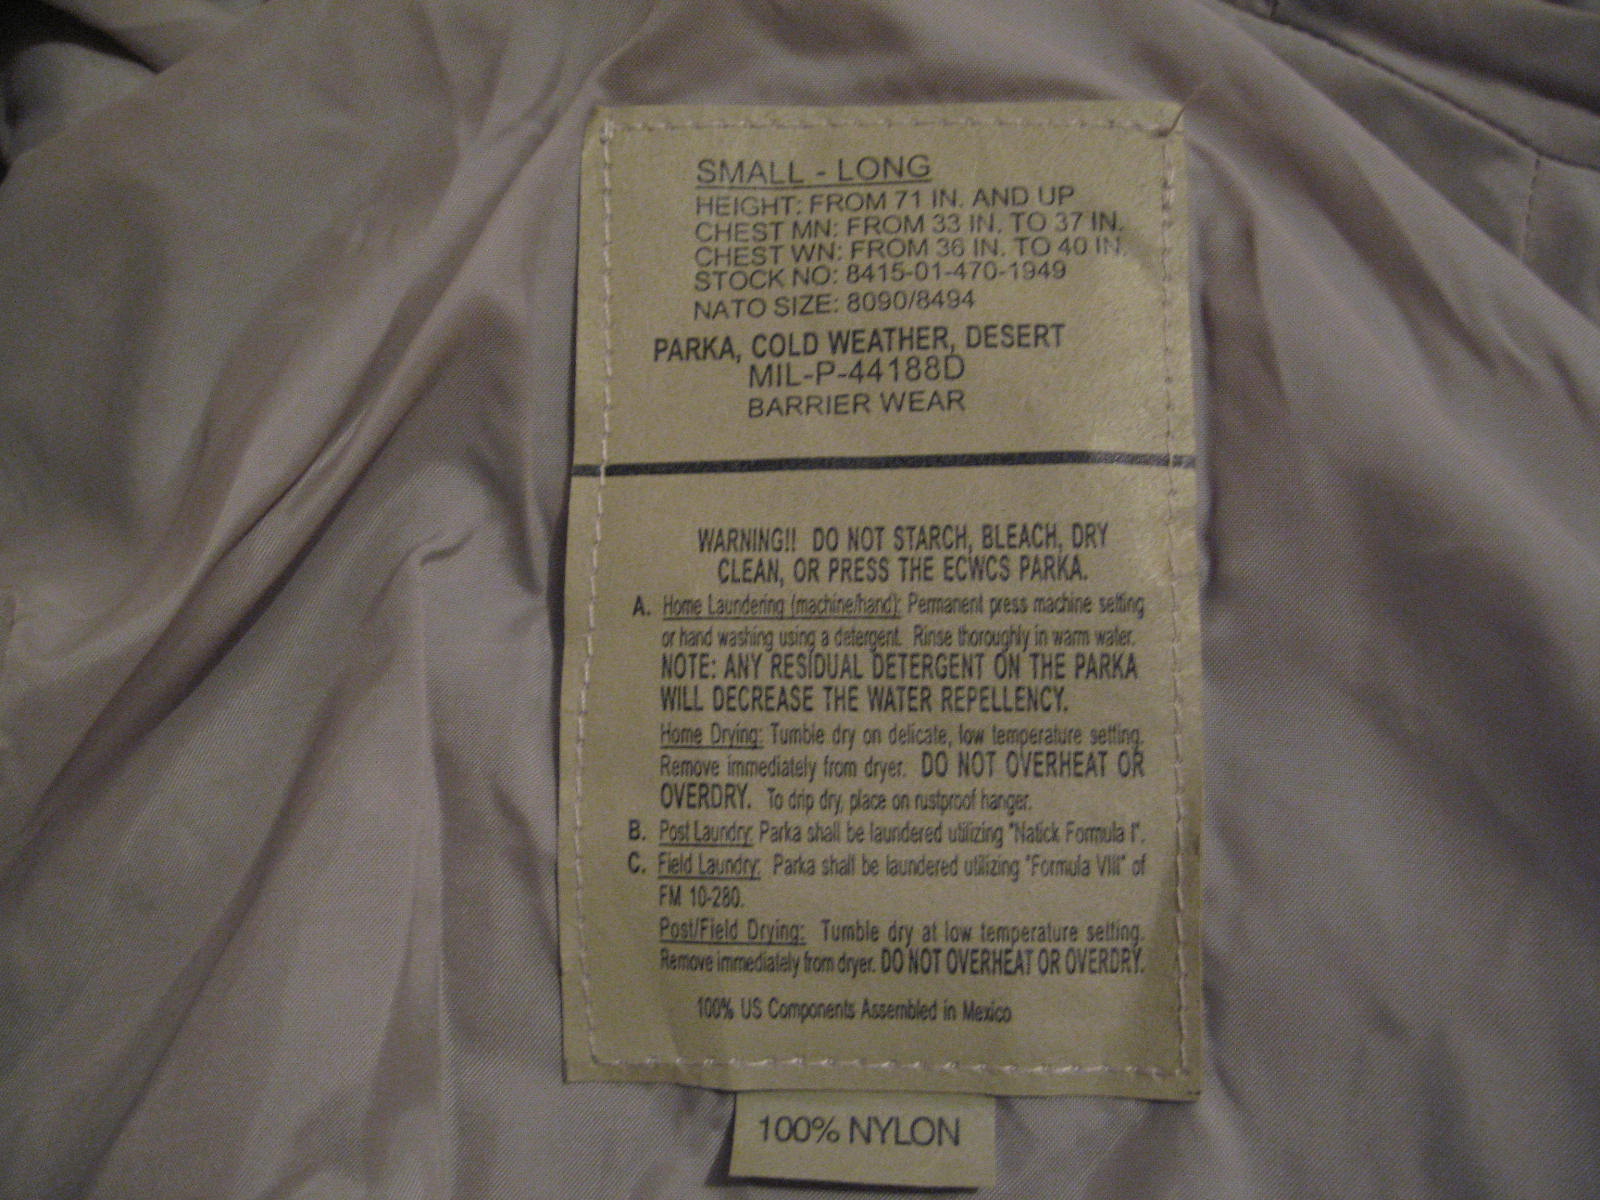 SMALL - LONG
HEIGHT: FROM 71 IN. AND UP
CHEST MN: FROM 33 IN. TO 37 IN.
CHEST WN: FROM 36 IN. TO 40 IN.
STOCK NO: 8415-01-470-1949
NATO SIZE: 8090/8494
PARKA, COLD WEATHER, DESERT
MIL-P-44188D
BARRIER WEAR
WARNING!! DO NOT STARCH, BLEACH, DRY
CLEAN, OR PRESS THE ECWCS PARKA.
A. Home Laundering (machine/hand): Permanent press machine setting
or hand washing using a detergent. Rinse thoroughly in warm water.
NOTE: ANY RESIDUAL DETERGENT ON THE PARKA
WILL DECREASE THE WATER REPELLENCY.
Home Drying: Tumble dry on delicate, low temperature setting.
Remove immediately from dryer. DO NOT OVERHEAT OR
OVERDRY. To drip dry, place on rustproof hanger.
B. Post Laundry: Parka shall be laundered utilizing "Natick Formula I".
C. Field Laundry: Parka shall be laundered utilizing "Formula VIII" of
FM 10-280.
Post/Field Drying: Tumble dry at low temperature setting.
Remove immediately from dryer. DO NOT OVERHEAT OR OVERDRY.
100% US Components Assembled in Mexico
100% NYLON